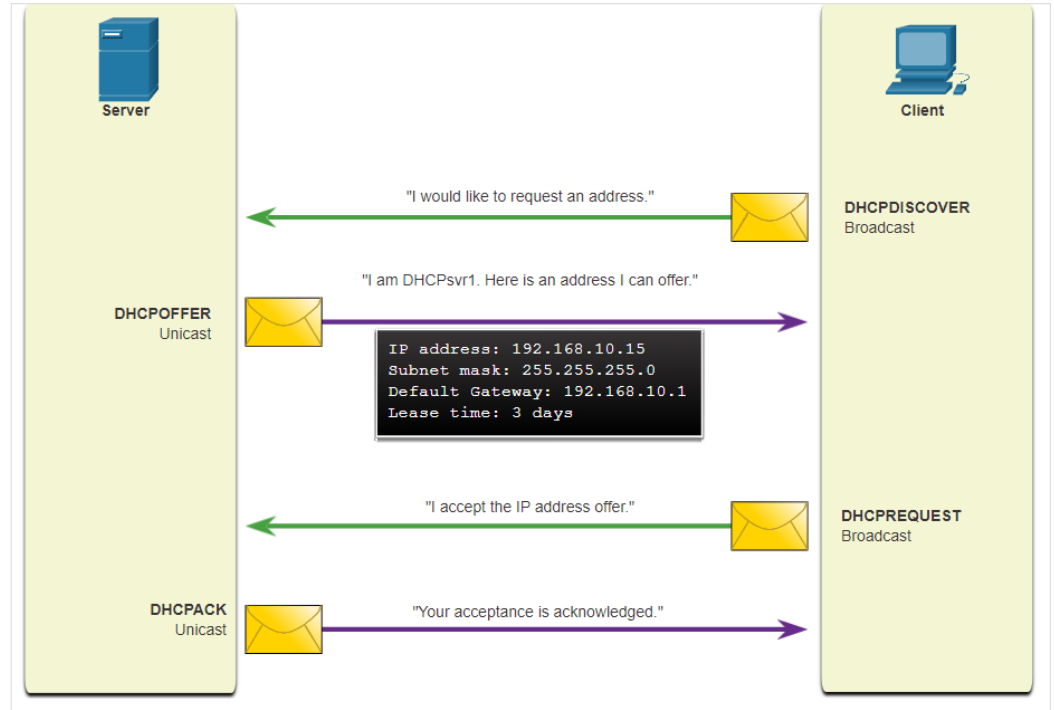 Server
Client
"I would like to request an address."
DHCPDISCOVER
Broadcast
"I am DHCPsvr1. Here is an address I can offer."
DHCPOFFER
Unicast
IP address: 192.168.10.15
Subnet mask: 255.255.255.0
Default Gateway: 192.168.10.1
Lease time: 3 days
"I accept the IP address offer."
DHCPREQUEST
Broadcast
DHCPACK
Unicast
"Your acceptance is acknowledged."